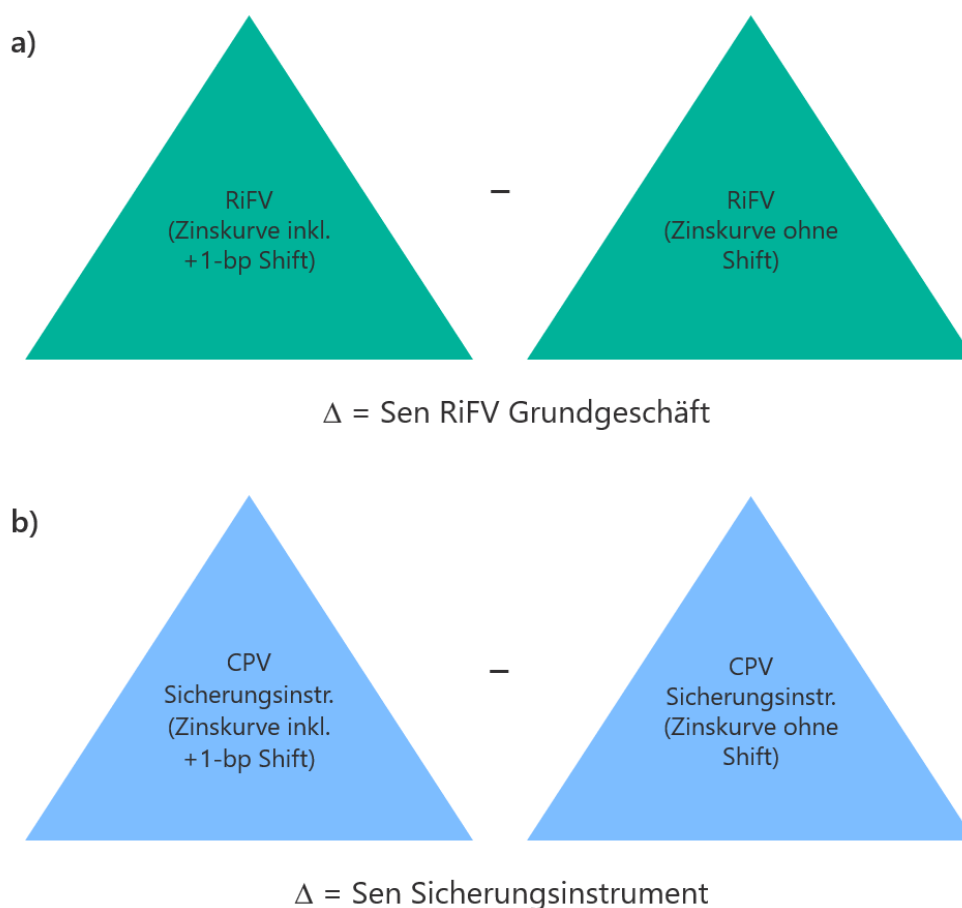 a)
RiFV
(Zinskurve inkl.
+1-bp Shift)
–
RiFV
(Zinskurve ohne
Shift)
Δ = Sen RiFV Grundgeschäft
b)
CPV
Sicherungsinstr.
(Zinskurve inkl.
+1-bp Shift)
–
CPV
Sicherungsinstr.
(Zinskurve ohne
Shift)
Δ = Sen Sicherungsinstrument